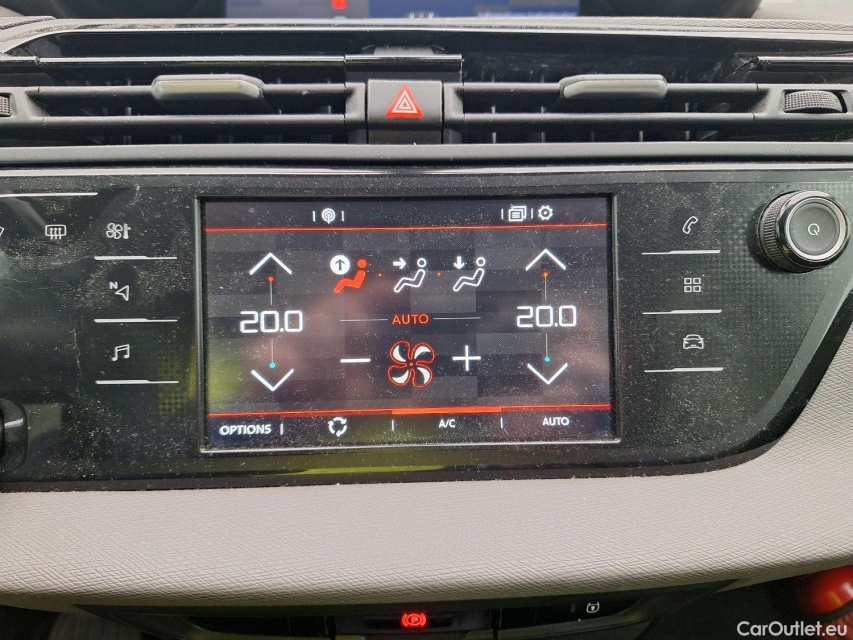 N
20.0
AUTO
20.0
OPTIONS
A/C
AUTO
(P)
CarOutlet.eu